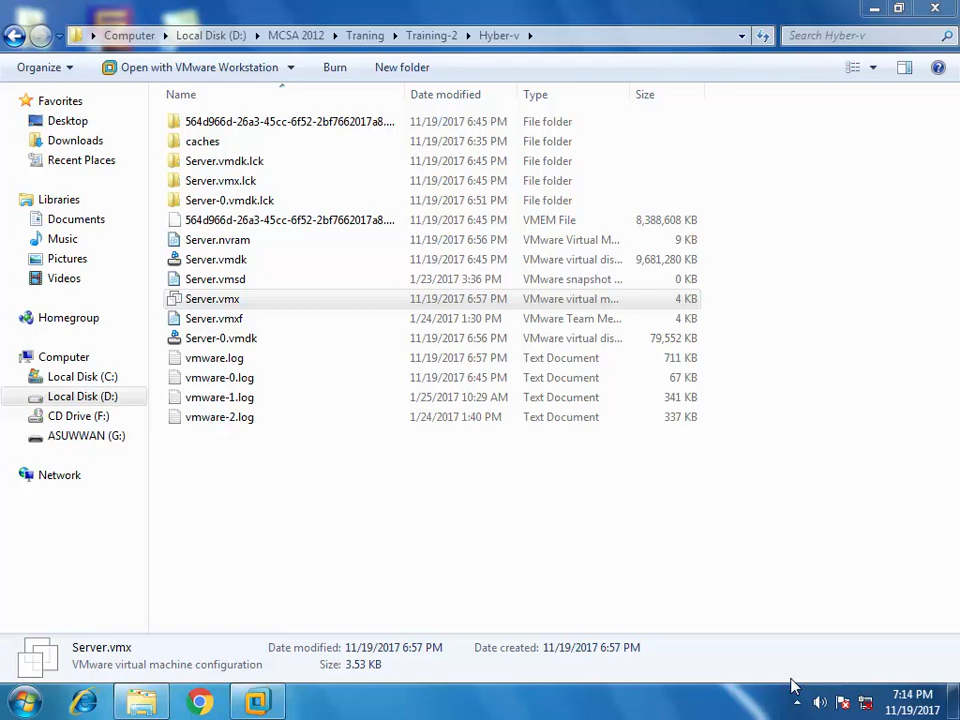 Computer Local Disk (D:) MCSA 2012 Traning Training-2 Hyber-v Search Hyber-v
Organize Open with VMware Workstation Burn New folder
Name Date modified Type Size
Favorites
Desktop
Downloads
Recent Places
Libraries
Documents
Music
Pictures
Videos
Homegroup
Computer
Local Disk (C:)
Local Disk (D:)
CD Drive (F:)
ASUWWAN (G:)
Network
564d966d-26a3-45cc-6f52-2bf7662017a8.... 11/19/2017 6:45 PM File folder
caches 11/19/2017 6:35 PM File folder
Server.vmdk.lck 11/19/2017 6:45 PM File folder
Server.vmx.lck 11/19/2017 6:45 PM File folder
Server-0.vmdk.lck 11/19/2017 6:51 PM File folder
564d966d-26a3-45cc-6f52-2bf7662017a8.... 11/19/2017 6:45 PM VMEM File 8,388,608 KB
Server.nvram 11/19/2017 6:56 PM VMware Virtual M... 9 KB
Server.vmdk 11/19/2017 6:56 PM VMware virtual dis... 9,681,280 KB
Server.vmsd 1/23/2017 3:36 PM VMware snapshot ... 0 KB
Server.vmx 11/19/2017 6:57 PM VMware virtual m... 4 KB
Server.vmxf 1/24/2017 1:30 PM VMware Team Me... 4 KB
Server-0.vmdk 11/19/2017 6:56 PM VMware virtual dis... 79,552 KB
vmware.log 11/19/2017 6:57 PM Text Document 711 KB
vmware-0.log 11/19/2017 6:45 PM Text Document 67 KB
vmware-1.log 1/25/2017 10:29 AM Text Document 341 KB
vmware-2.log 1/24/2017 1:40 PM Text Document 337 KB
Server.vmx Date modified: 11/19/2017 6:57 PM Date created: 11/19/2017 6:57 PM
VMware virtual machine configuration Size: 3.53 KB
7:14 PM
11/19/2017